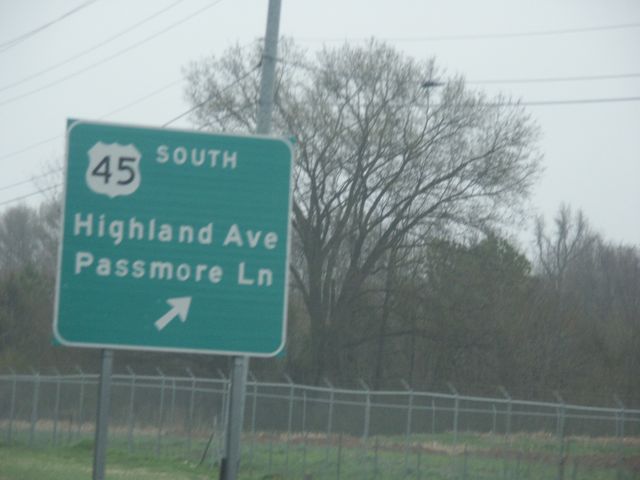 45 SOUTH
Highland Ave
Passmore Ln